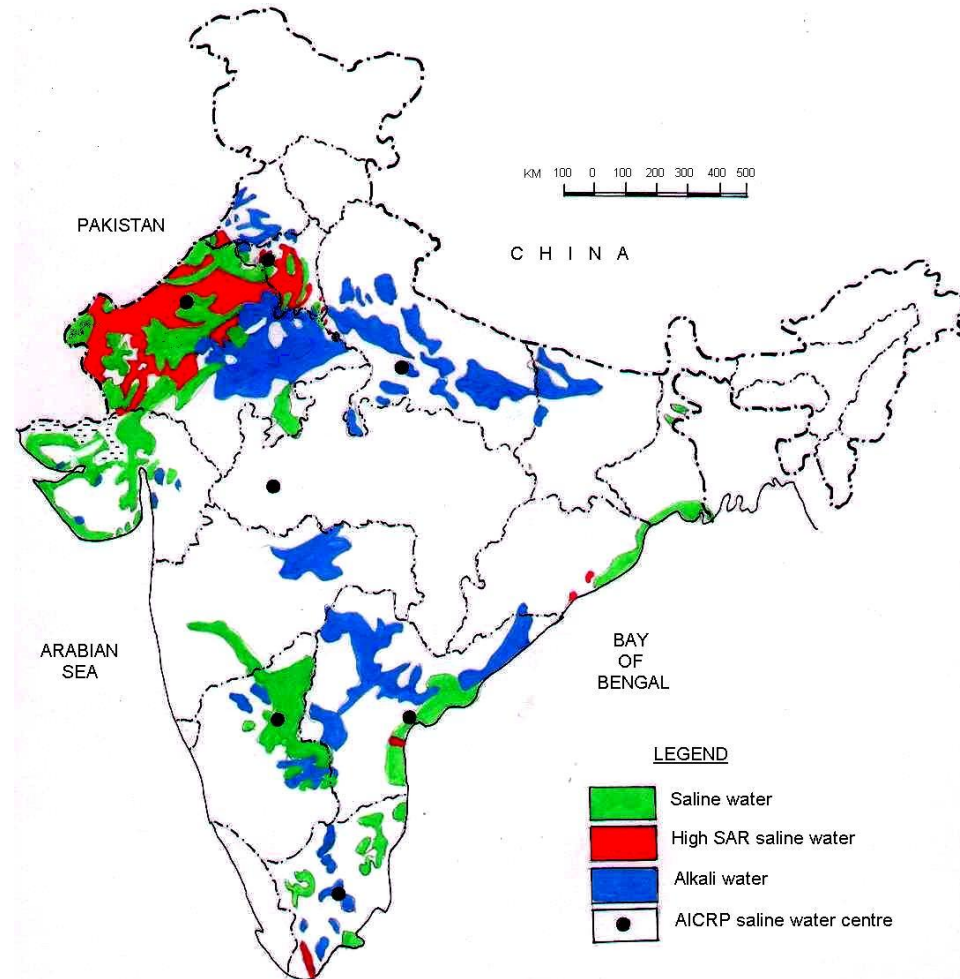 KM 100 0 100 200 300 400 500
PAKISTAN
C H I N A
ARABIAN
SEA
BAY
OF
BENGAL
LEGEND
Saline water
High SAR saline water
Alkali water
AICRP saline water centre